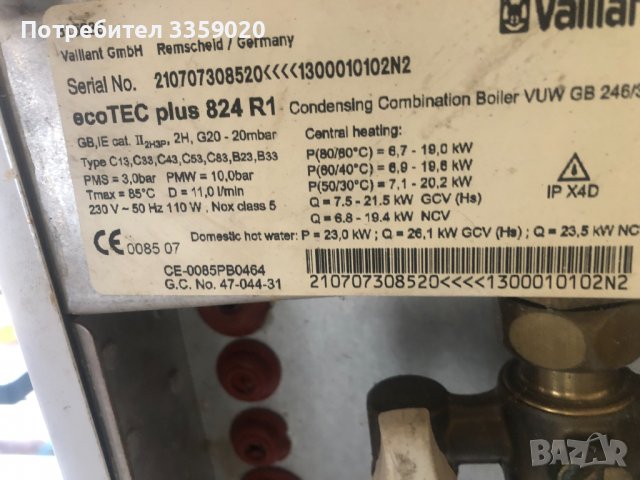 Потребител 3359020
Vaillant
Vaillant GmbH Remscheid / Germany
Serial No. 210707308520<<<<1300010102N2
ecoTEC plus 824 R1 Condensing Combination Boiler VUW GB 246/
GB,IE cat. II2H3P, 2H, G20 - 20mbar
Type C13,C33,C43,C53,C83,B23,B33
PMS = 3,0bar PMW = 10,0bar
Tmax = 85°C D = 11,0 l/min
230 V ~ 50 Hz 110 W , Nox class 5
Central heating:
P(80/60°C) = 6,7 - 19,0 kW
P(60/40°C) = 6,9 - 19,6 kW
P(50/30°C) = 7,1 - 20,2 kW
Q = 7.5 - 21.5 kW GCV (Hs)
Q = 6.8 - 19.4 kW NCV
IP X4D
CE 0085 07
Domestic hot water: P = 23,0 kW ; Q = 26,1 kW GCV (Hs) ; Q = 23,5 kW NC
CE-0085PB0464
G.C. No. 47-044-31
210707308520<<<<1300010102N2
BAZAR